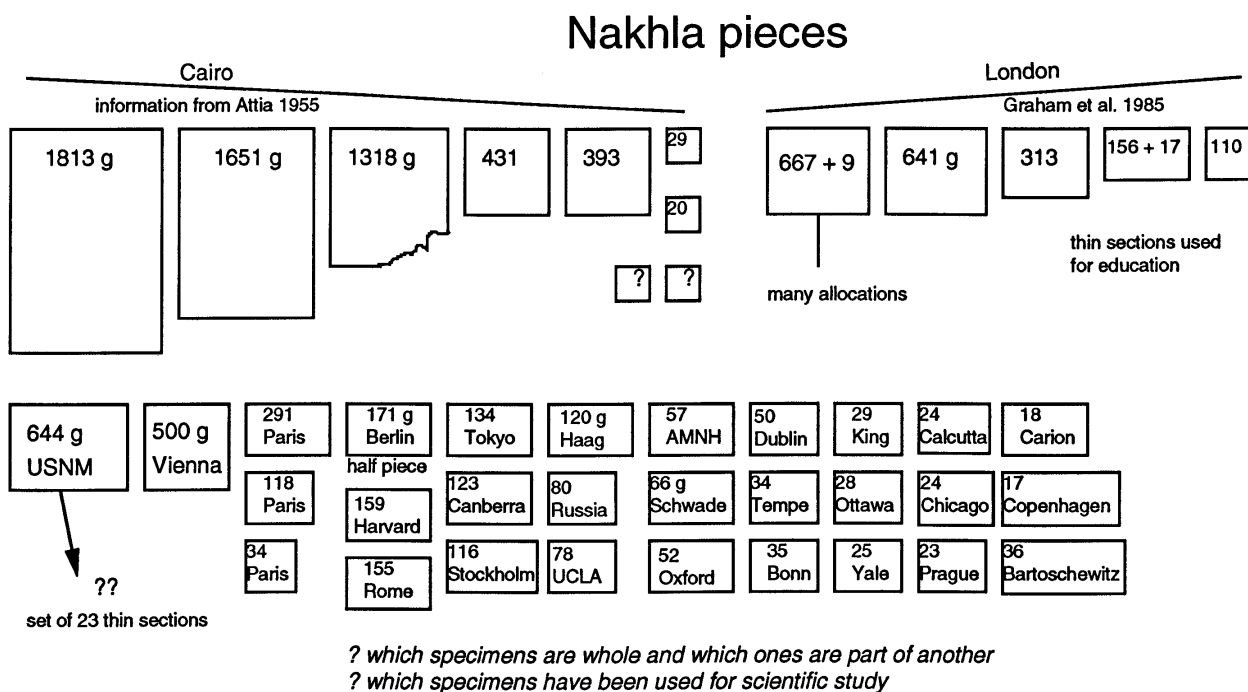 Nakhla pieces
Cairo
London
information from Attia 1955
Graham et al. 1985
1813 g
1651 g
1318 g
431
393
29
20
?
?
667 + 9
641 g
313
156 + 17
110
many allocations
thin sections used
for education
644 g
USNM
500 g
Vienna
291
Paris
171 g
Berlin
half piece
134
Tokyo
120 g
Haag
57
AMNH
50
Dublin
29
King
24
Calcutta
18
Carion
118
Paris
159
Harvard
123
Canberra
80
Russia
66 g
Schwade
34
Tempe
28
Ottawa
24
Chicago
17
Copenhagen
34
Paris
155
Rome
116
Stockholm
78
UCLA
52
Oxford
35
Bonn
25
Yale
23
Prague
36
Bartoschewitz
??
set of 23 thin sections
? which specimens are whole and which ones are part of another
? which specimens have been used for scientific study